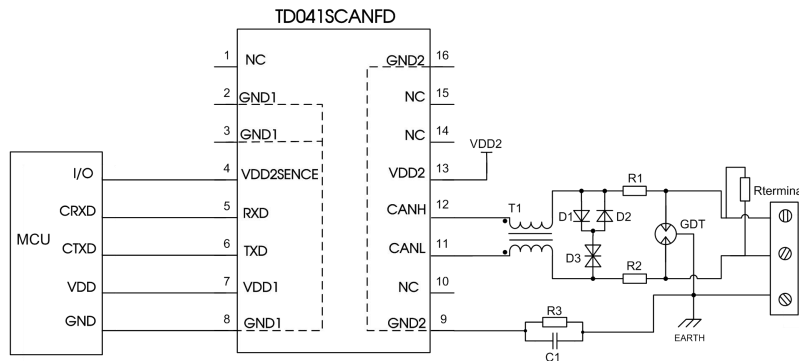 TD041SCANFD
1 NC GND2 16
2 GND1 NC 15
3 GND1 NC 14
VDD2
I/O 4 VDD2SENCE VDD2 13
CRXD 5 RXD CANH 12
T1 D1 D2 R1 GDT Rtermina
MCU
CTXD 6 TXD CANL 11
D3 R2
VDD 7 VDD1 NC 10
GND 8 GND1 GND2 9
R3
C1
EARTH